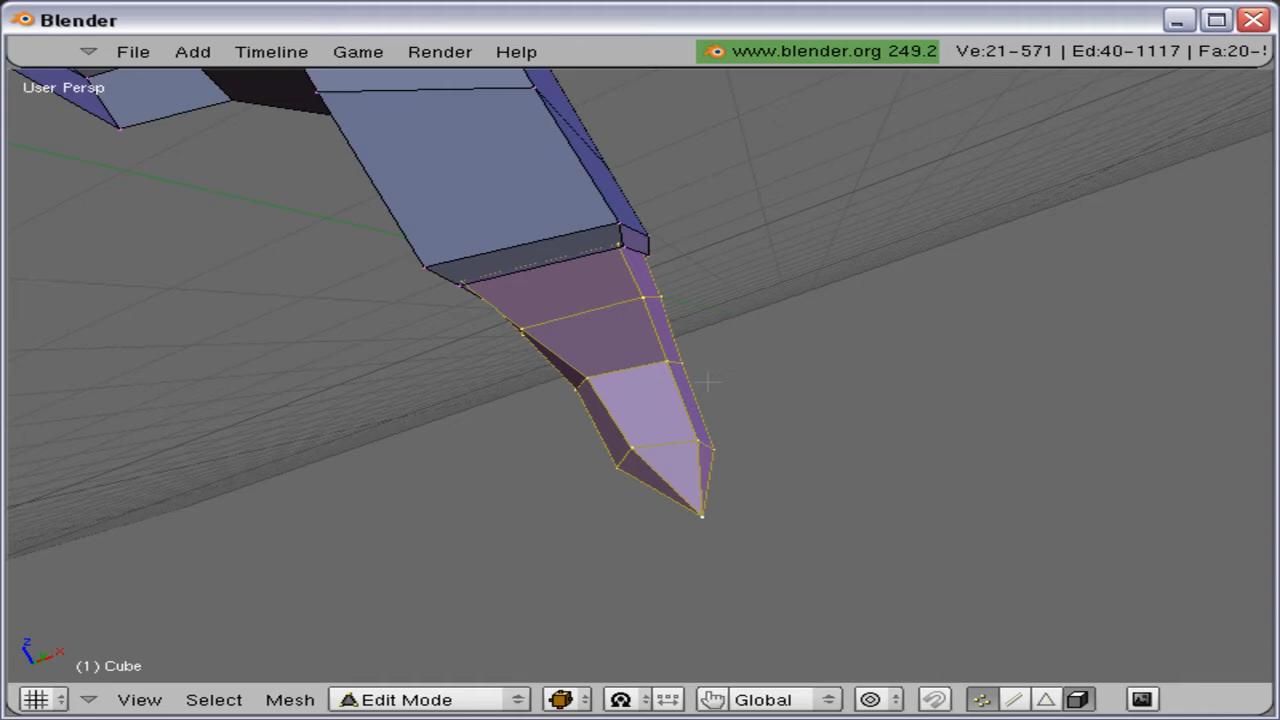 Blender
File Add Timeline Game Render Help www.blender.org 249.2 Ve:21-571 | Ed:40-1117 | Fa:20-
User Persp
Z X
(1) Cube
View Select Mesh Edit Mode Global